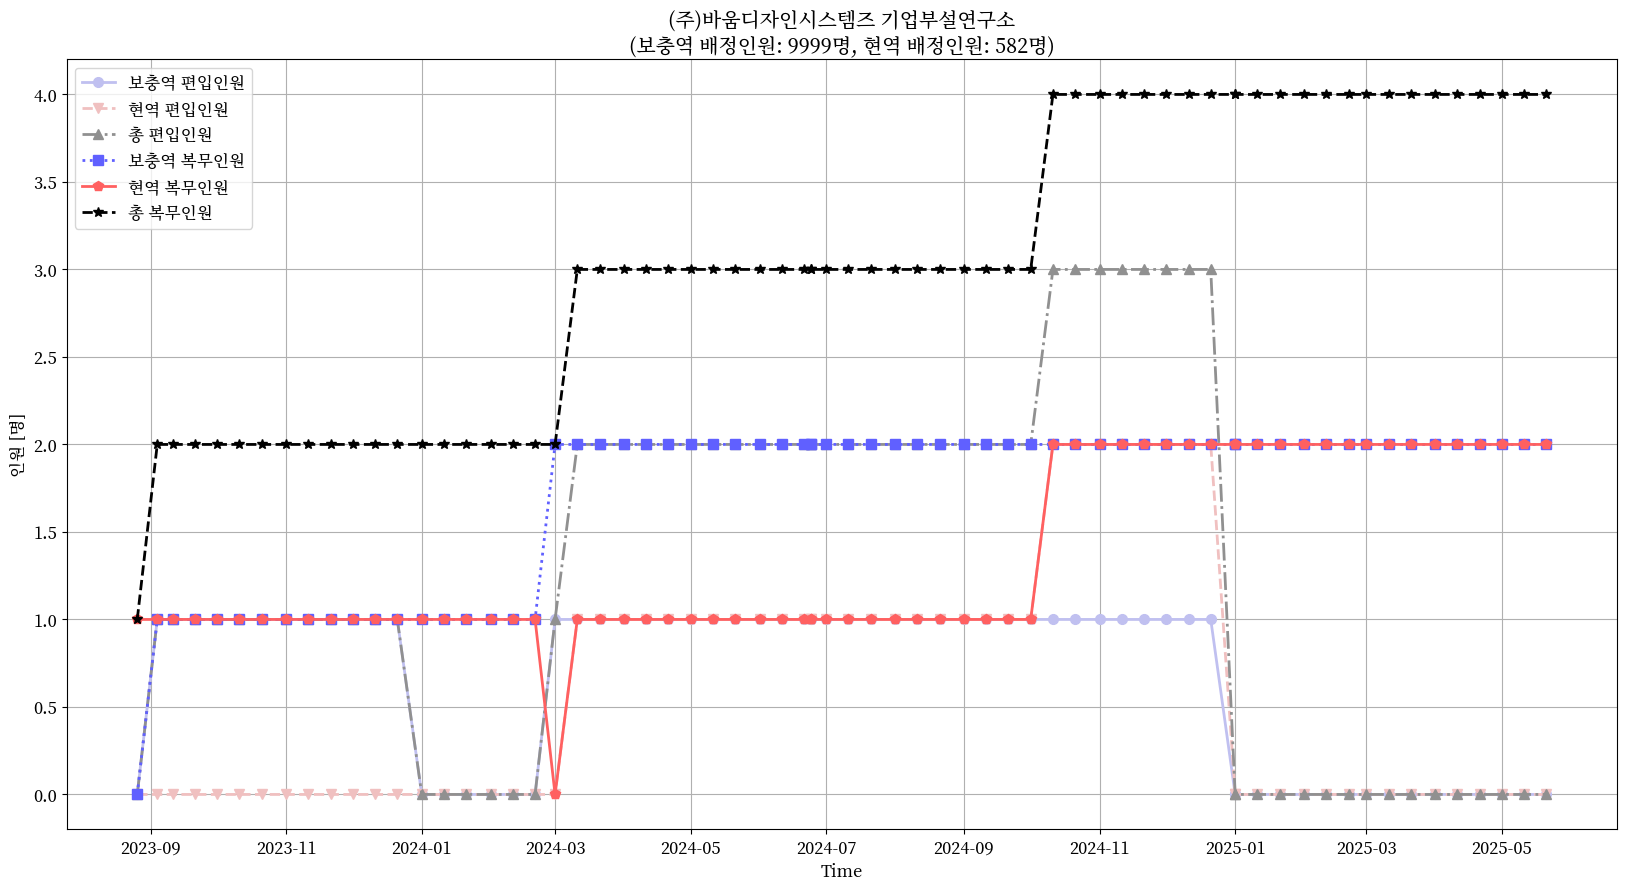 (주)바움디자인시스템즈 기업부설연구소
(보충역 배정인원: 9999명, 현역 배정인원: 582명)
보충역 편입인원
현역 편입인원
총 편입인원
보충역 복무인원
현역 복무인원
총 복무인원
4.0
3.5
3.0
2.5
2.0
1.5
1.0
0.5
0.0
인원 [명]
2023-09 2023-11 2024-01 2024-03 2024-05 2024-07 2024-09 2024-11 2025-01 2025-03 2025-05
Time